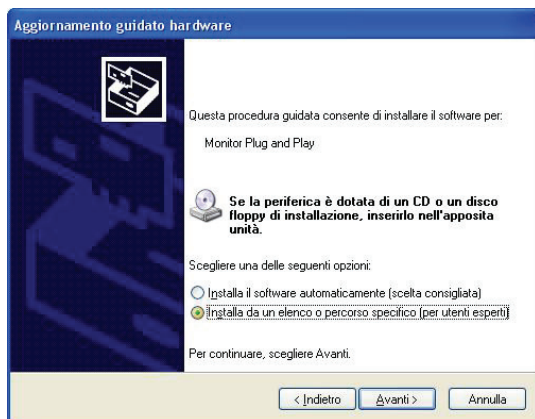 Aggiornamento guidato hardware
Questa procedura guidata consente di installare il software per:
Monitor Plug and Play
Se la periferica è dotata di un CD o un disco
floppy di installazione, inserirlo nell'apposita
unità.
Scegliere una delle seguenti opzioni:
Installa il software automaticamente (scelta consigliata)
Installa da un elenco o percorso specifico (per utenti esperti)
Per continuare, scegliere Avanti.
< Indietro Avanti > Annulla